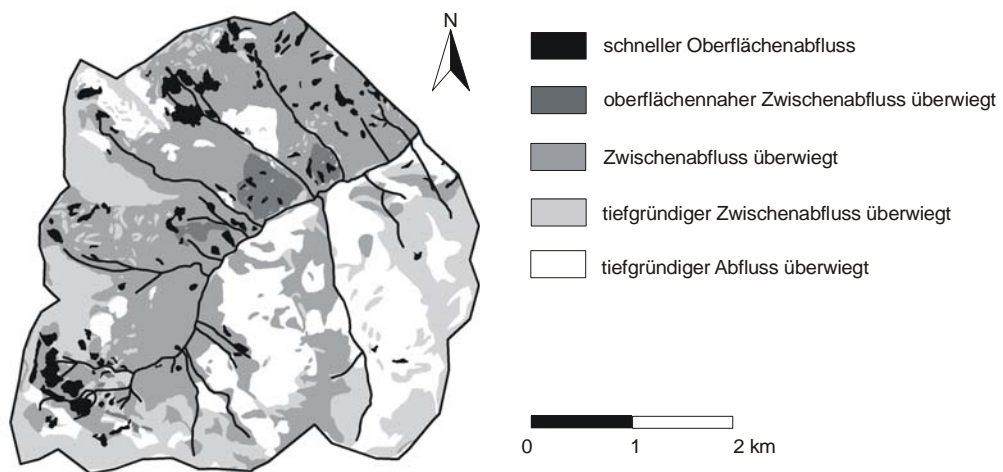 N
schneller Oberflächenabfluss
oberflächennaher Zwischenabfluss überwiegt
Zwischenabfluss überwiegt
tiefgründiger Zwischenabfluss überwiegt
tiefgründiger Abfluss überwiegt
0 1 2 km